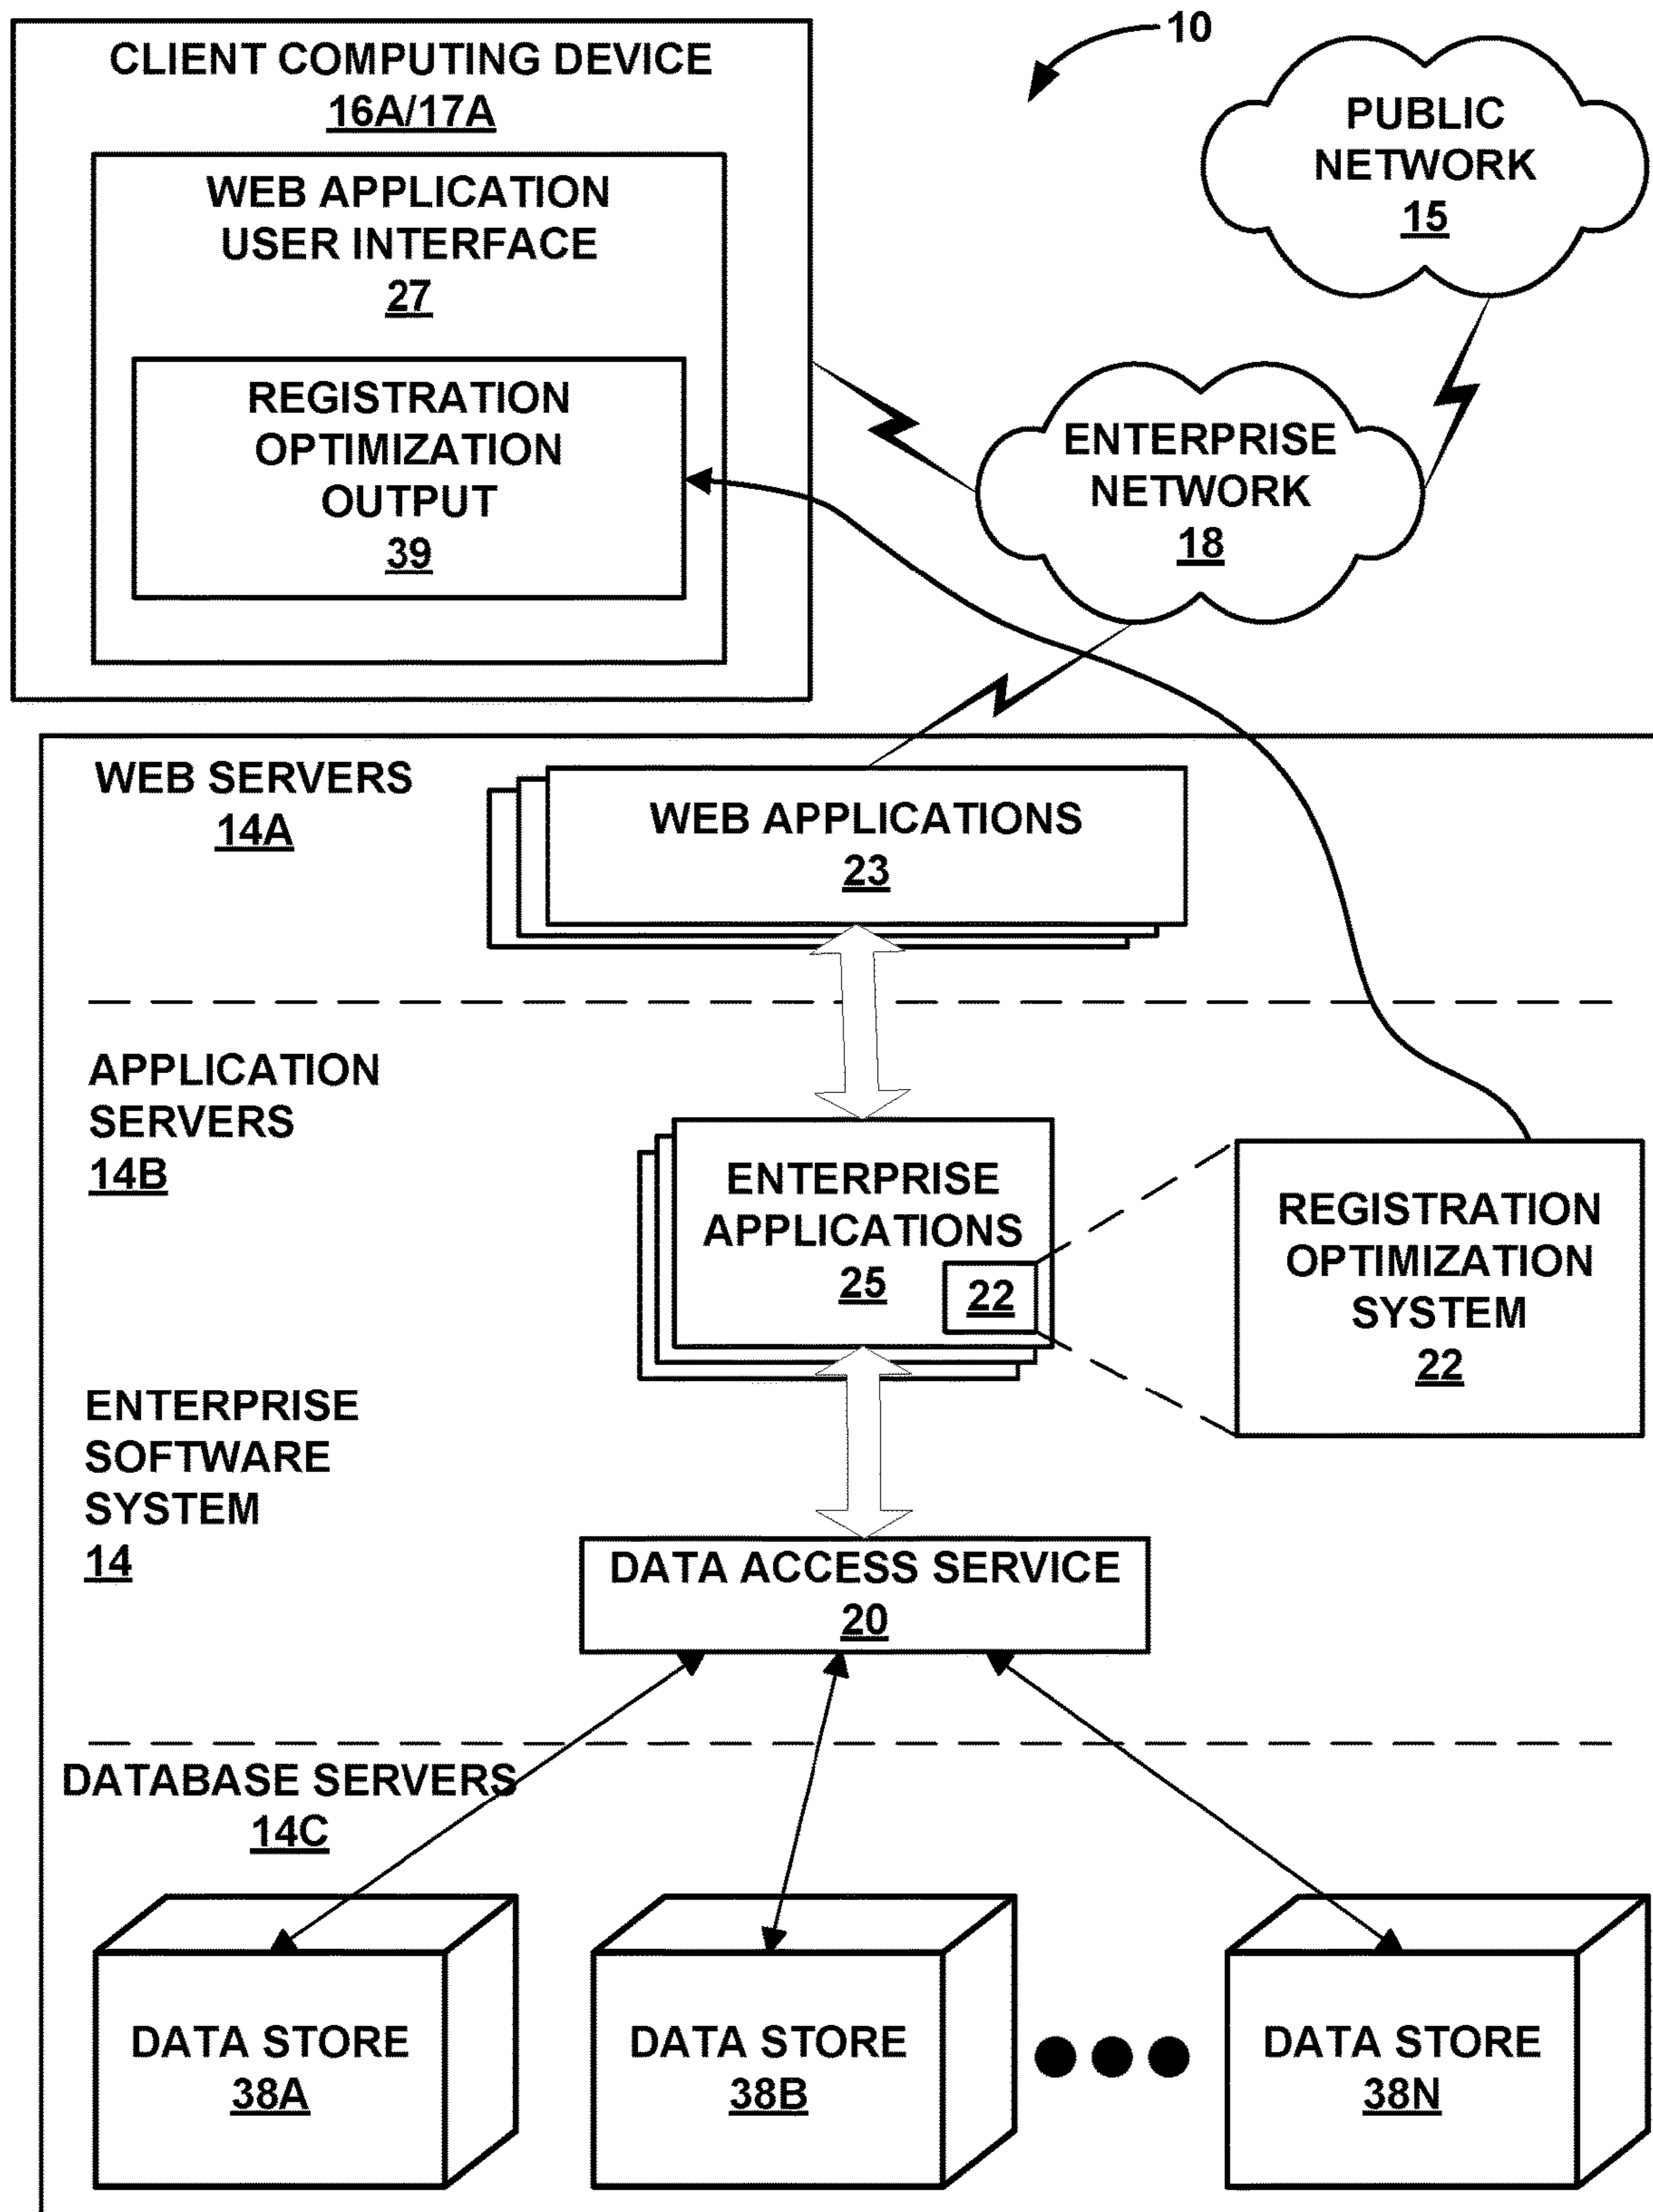 CLIENT COMPUTING DEVICE
16A/17A
WEB APPLICATION
USER INTERFACE
27
REGISTRATION
OPTIMIZATION
OUTPUT
39
10
PUBLIC
NETWORK
15
ENTERPRISE
NETWORK
18
WEB SERVERS
14A
WEB APPLICATIONS
23
APPLICATION
SERVERS
14B
ENTERPRISE
APPLICATIONS
25
22
REGISTRATION
OPTIMIZATION
SYSTEM
22
ENTERPRISE
SOFTWARE
SYSTEM
14
DATA ACCESS SERVICE
20
DATABASE SERVERS
14C
DATA STORE
38A
DATA STORE
38B
DATA STORE
38N